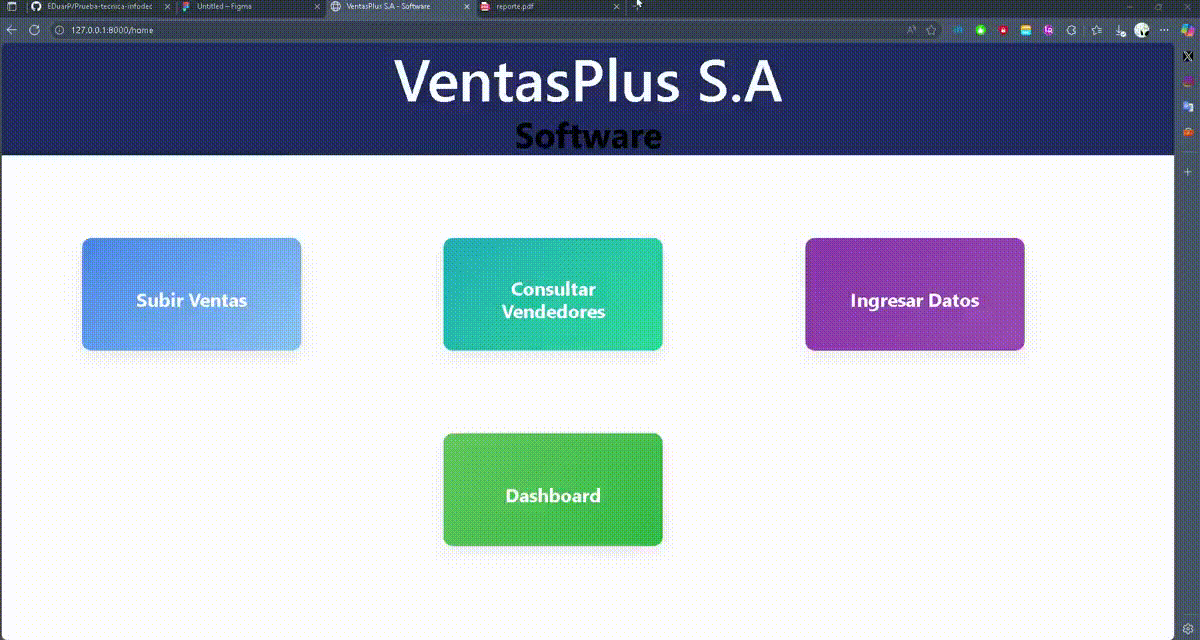 EDuarP/Prueba-tecnica-infodec
Untitled – Figma
VentasPlus S.A - Software
reporte.pdf
127.0.0.1:8000/home
VentasPlus S.A
Software
Subir Ventas
Consultar
Vendedores
Ingresar Datos
Dashboard